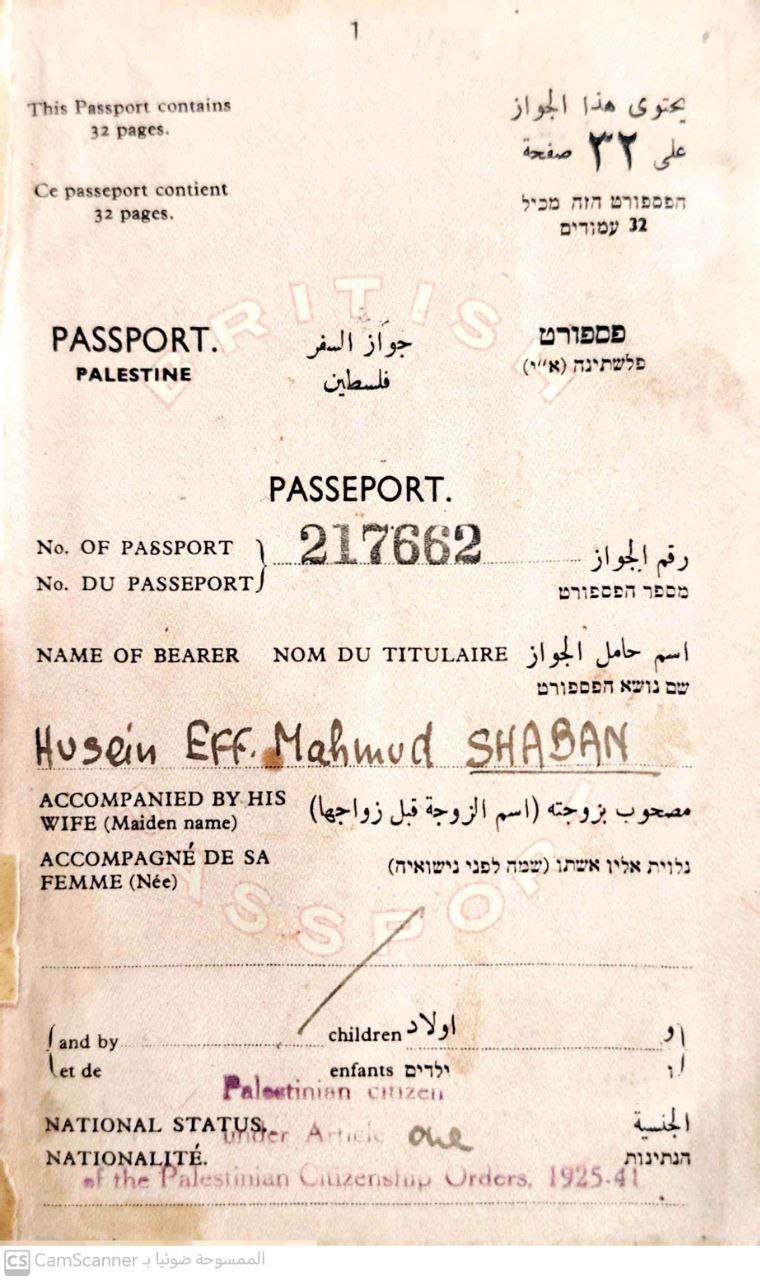 1
This Passport contains
32 pages.
يحتوى هذا الجواز
على ٣٢ صفحة
Ce passeport contient
32 pages.
הפספורט הזה מכיל
32 עמודים
BRITISH
PASSPORT.
PALESTINE
جواز السفر
فلسطين
פספורט
פלשתינה (א״י)
PASSEPORT.
No. OF PASSPORT
No. DU PASSEPORT
217662
رقم الجواز
מספר הפספורט
NAME OF BEARER NOM DU TITULAIRE اسم حامل الجواز
שם נושא הפספורט
Husein Eff. Mahmud SHABAN
ACCOMPANIED BY HIS
WIFE (Maiden name)
مصحوب بزوجته (اسم الزوجة قبل زواجها)
ACCOMPAGNÉ DE SA
FEMME (Née)
נלוית אליו אשתו (שמה לפני נישואיה)
and by children اولاد و
et de enfants ילדים ו
Palestinian citizen
NATIONAL STATUS. الجنسية
under Article one
NATIONALITÉ. הנתינות
of the Palestinian Citizenship Orders, 1925-41
CS CamScanner الممسوحة ضوئيا بـ